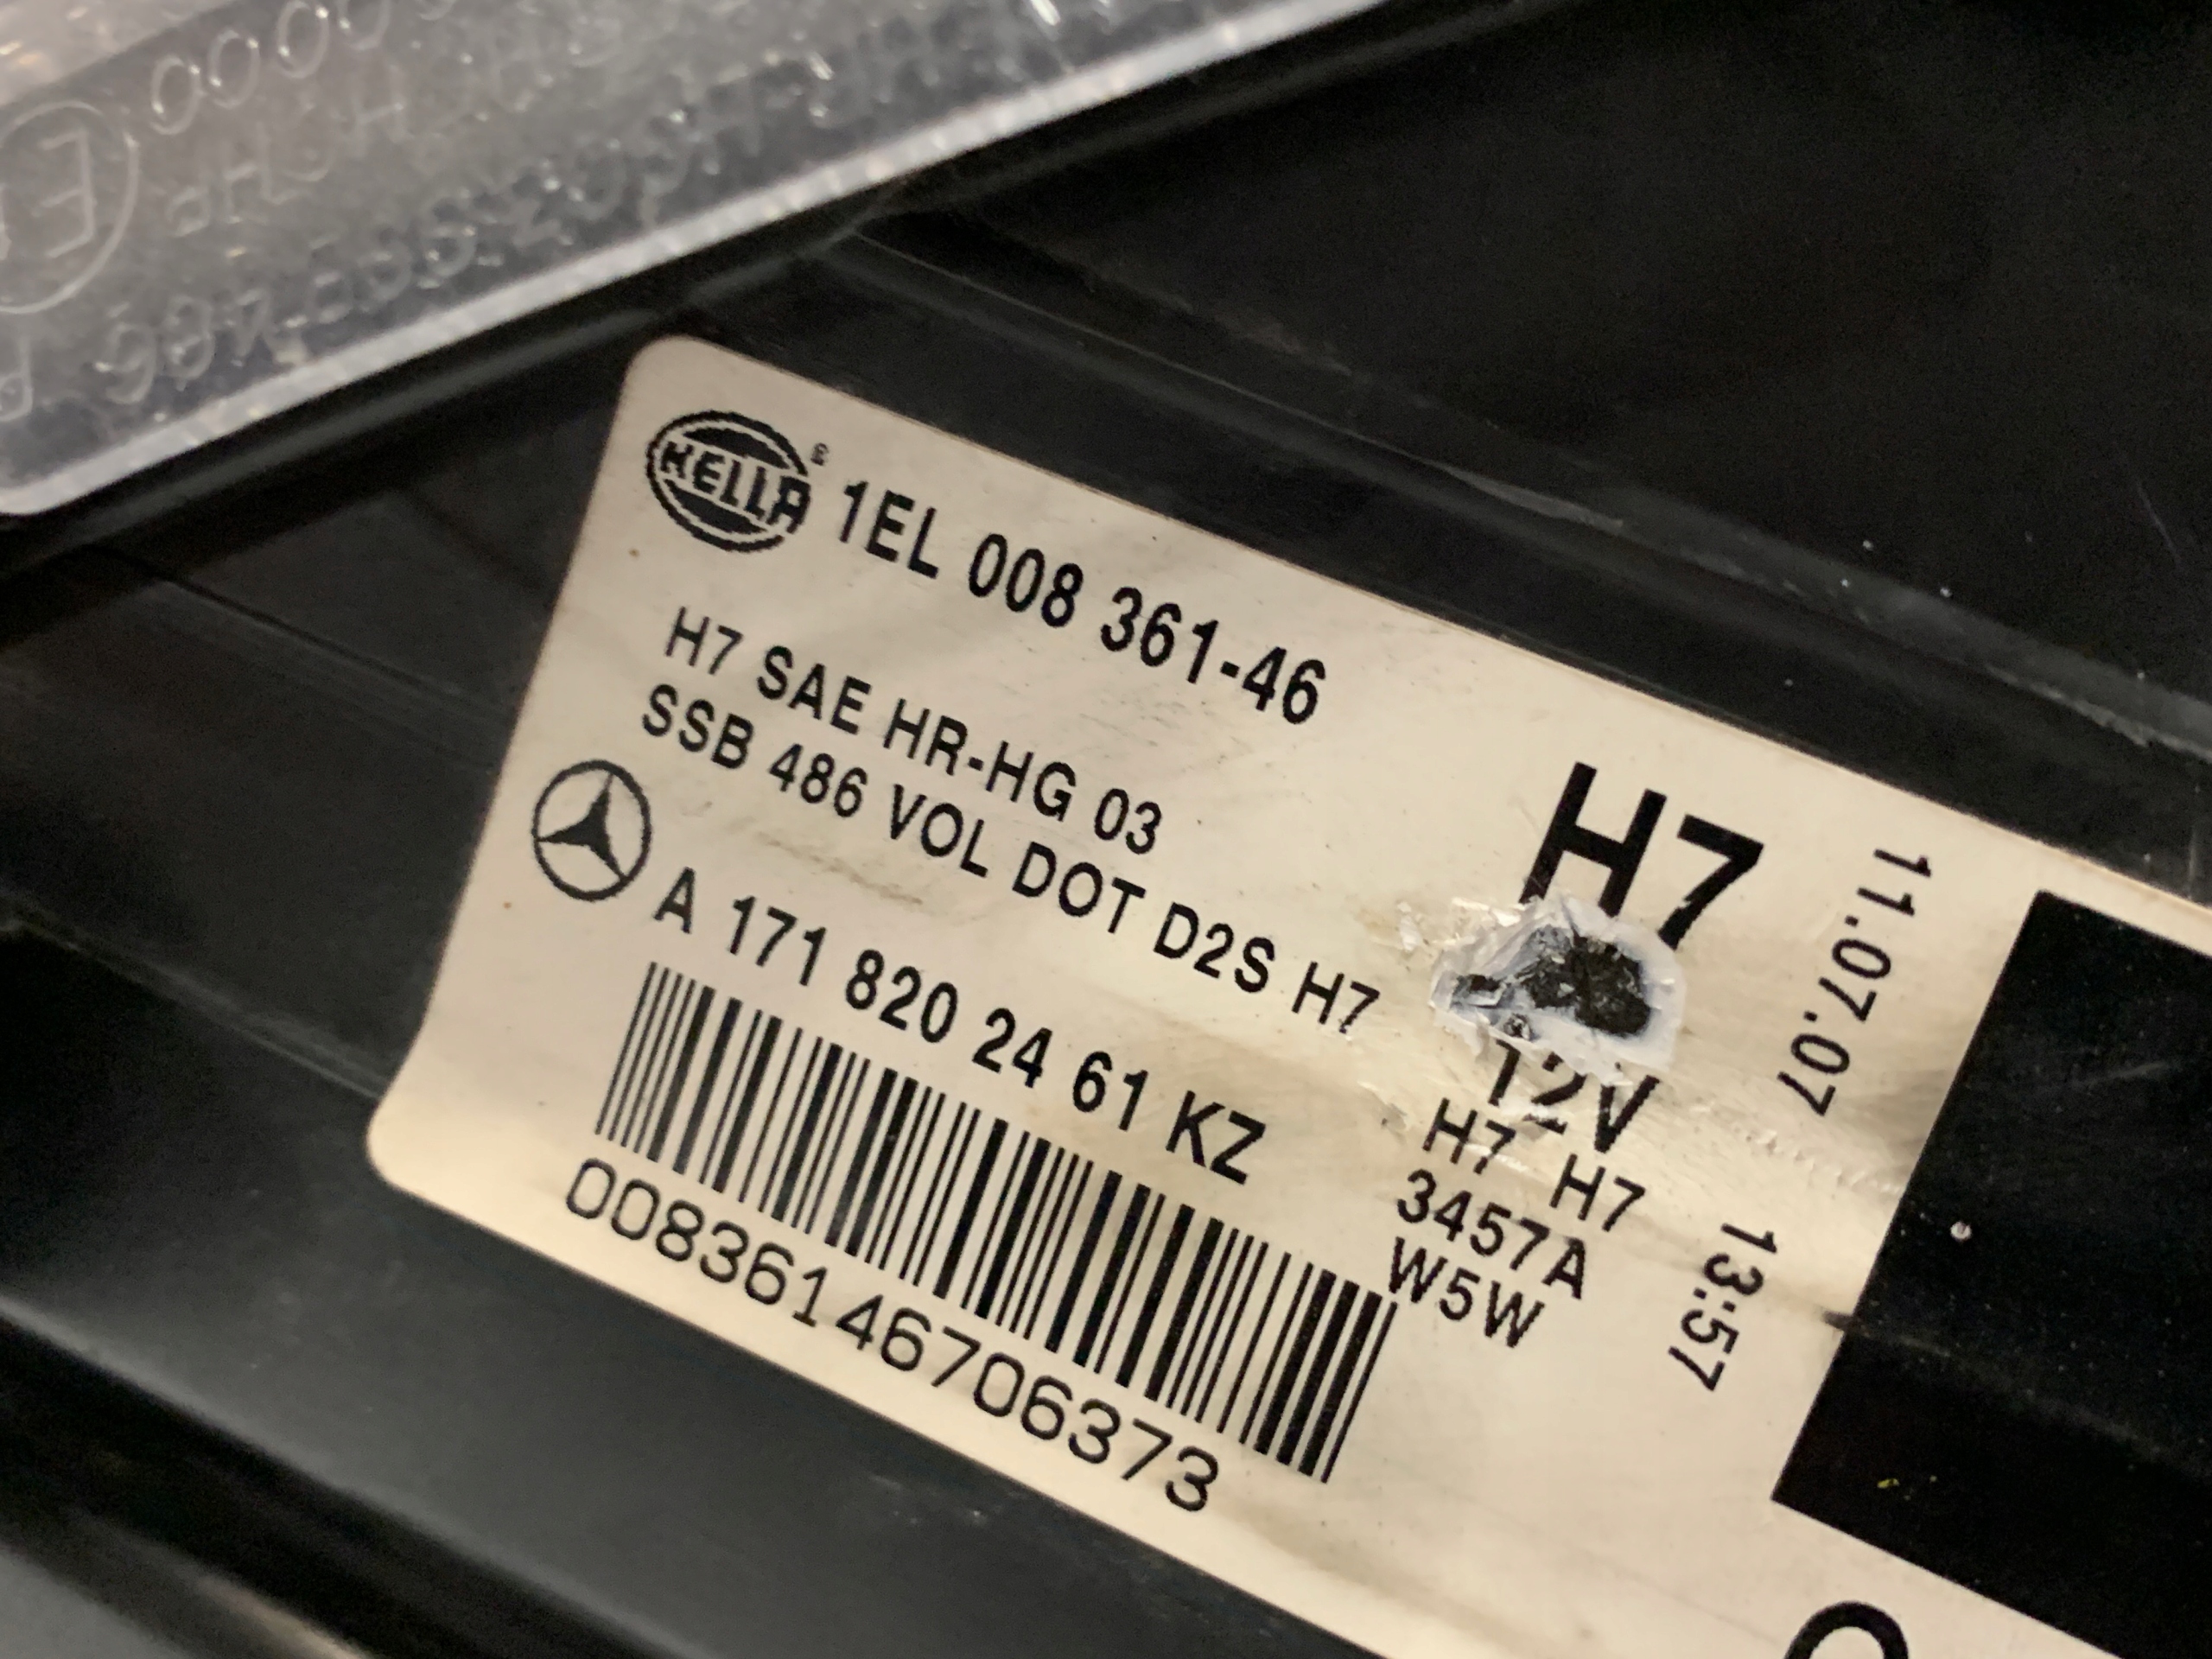 HELLA ® 1EL 008 361-46
H7 SAE HR-HG 03
SSB 486 VOL DOT D2S H7
A 171 820 24 61 KZ
00836146706373
H7
12V
H7 H7
3457A
W5W
11.07.07
13:57